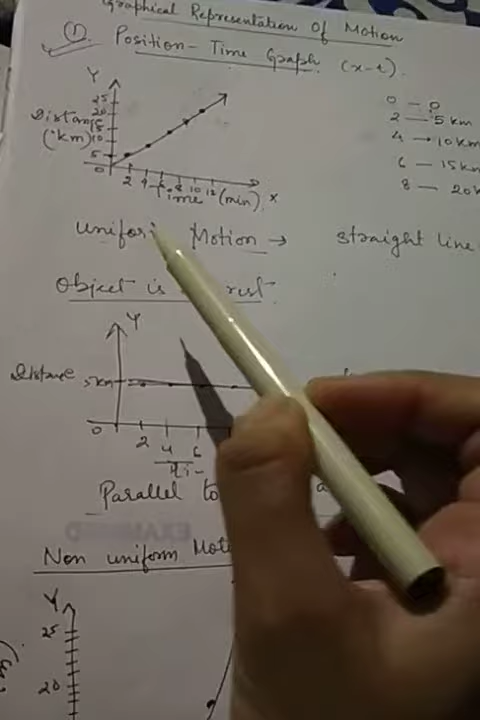 Graphical Representation Of Motion
① Position - Time Graph. (x-t).
Y
25
20
15
10
5
0
Distance
(km)
2 4 6 8 10 12 (min) X
Time
0 - 0
2 - 5 km
4 → 10 km
6 - 15 km
8 - 20 k
Motion → straight line
Object is rest
Y
Distance 5km
0 2 4 6
Parallel to
EXAMINED
Non uniform Mot
Y
25
20